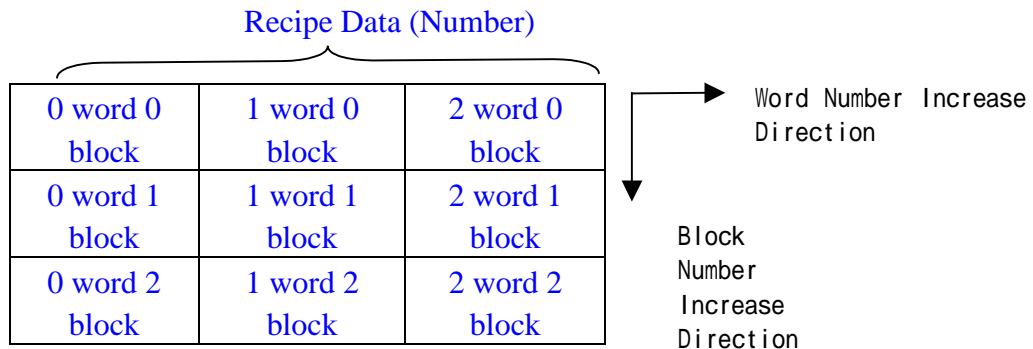 Recipe Data (Number)
0 word 0 1 word 0 2 word 0
block block block
0 word 1 1 word 1 2 word 1
block block block
0 word 2 1 word 2 2 word 2
block block block
Word Number Increase
Direction
Block
Number
Increase
Direction